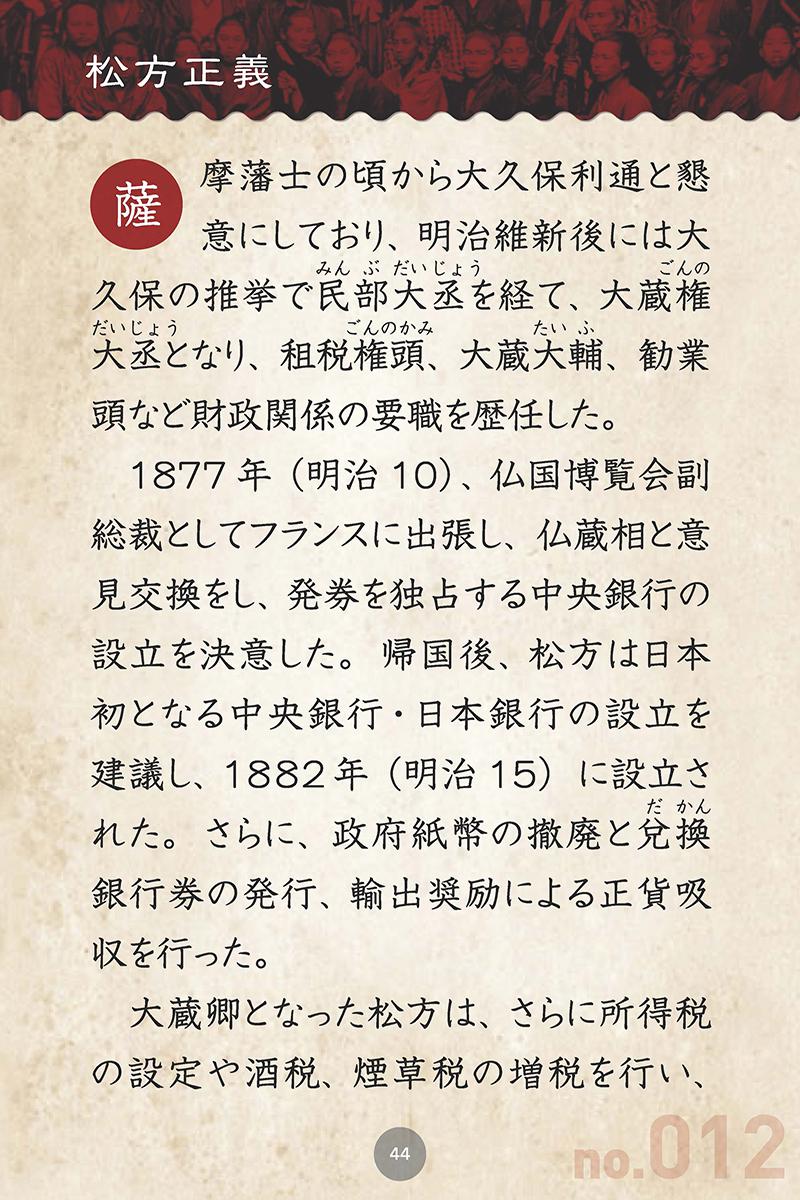 松方正義
薩摩藩士の頃から大久保利通と懇
意にしており、明治維新後には大
みん ぶ だいじょう ごんの
久保の推挙で民部大丞を経て、大蔵権
だいじょう ごんのかみ たい ふ
大丞となり、租税権頭、大蔵大輔、勧業
頭など財政関係の要職を歴任した。
1877年（明治10）、仏国博覧会副
総裁としてフランスに出張し、仏蔵相と意
見交換をし、発券を独占する中央銀行の
設立を決意した。帰国後、松方は日本
初となる中央銀行・日本銀行の設立を
建議し、1882年（明治15）に設立さ
だ かん
れた。さらに、政府紙幣の撤廃と兌換
銀行券の発行、輸出奨励による正貨吸
収を行った。
大蔵卿となった松方は、さらに所得税
の設定や酒税、煙草税の増税を行い、
44
no.012